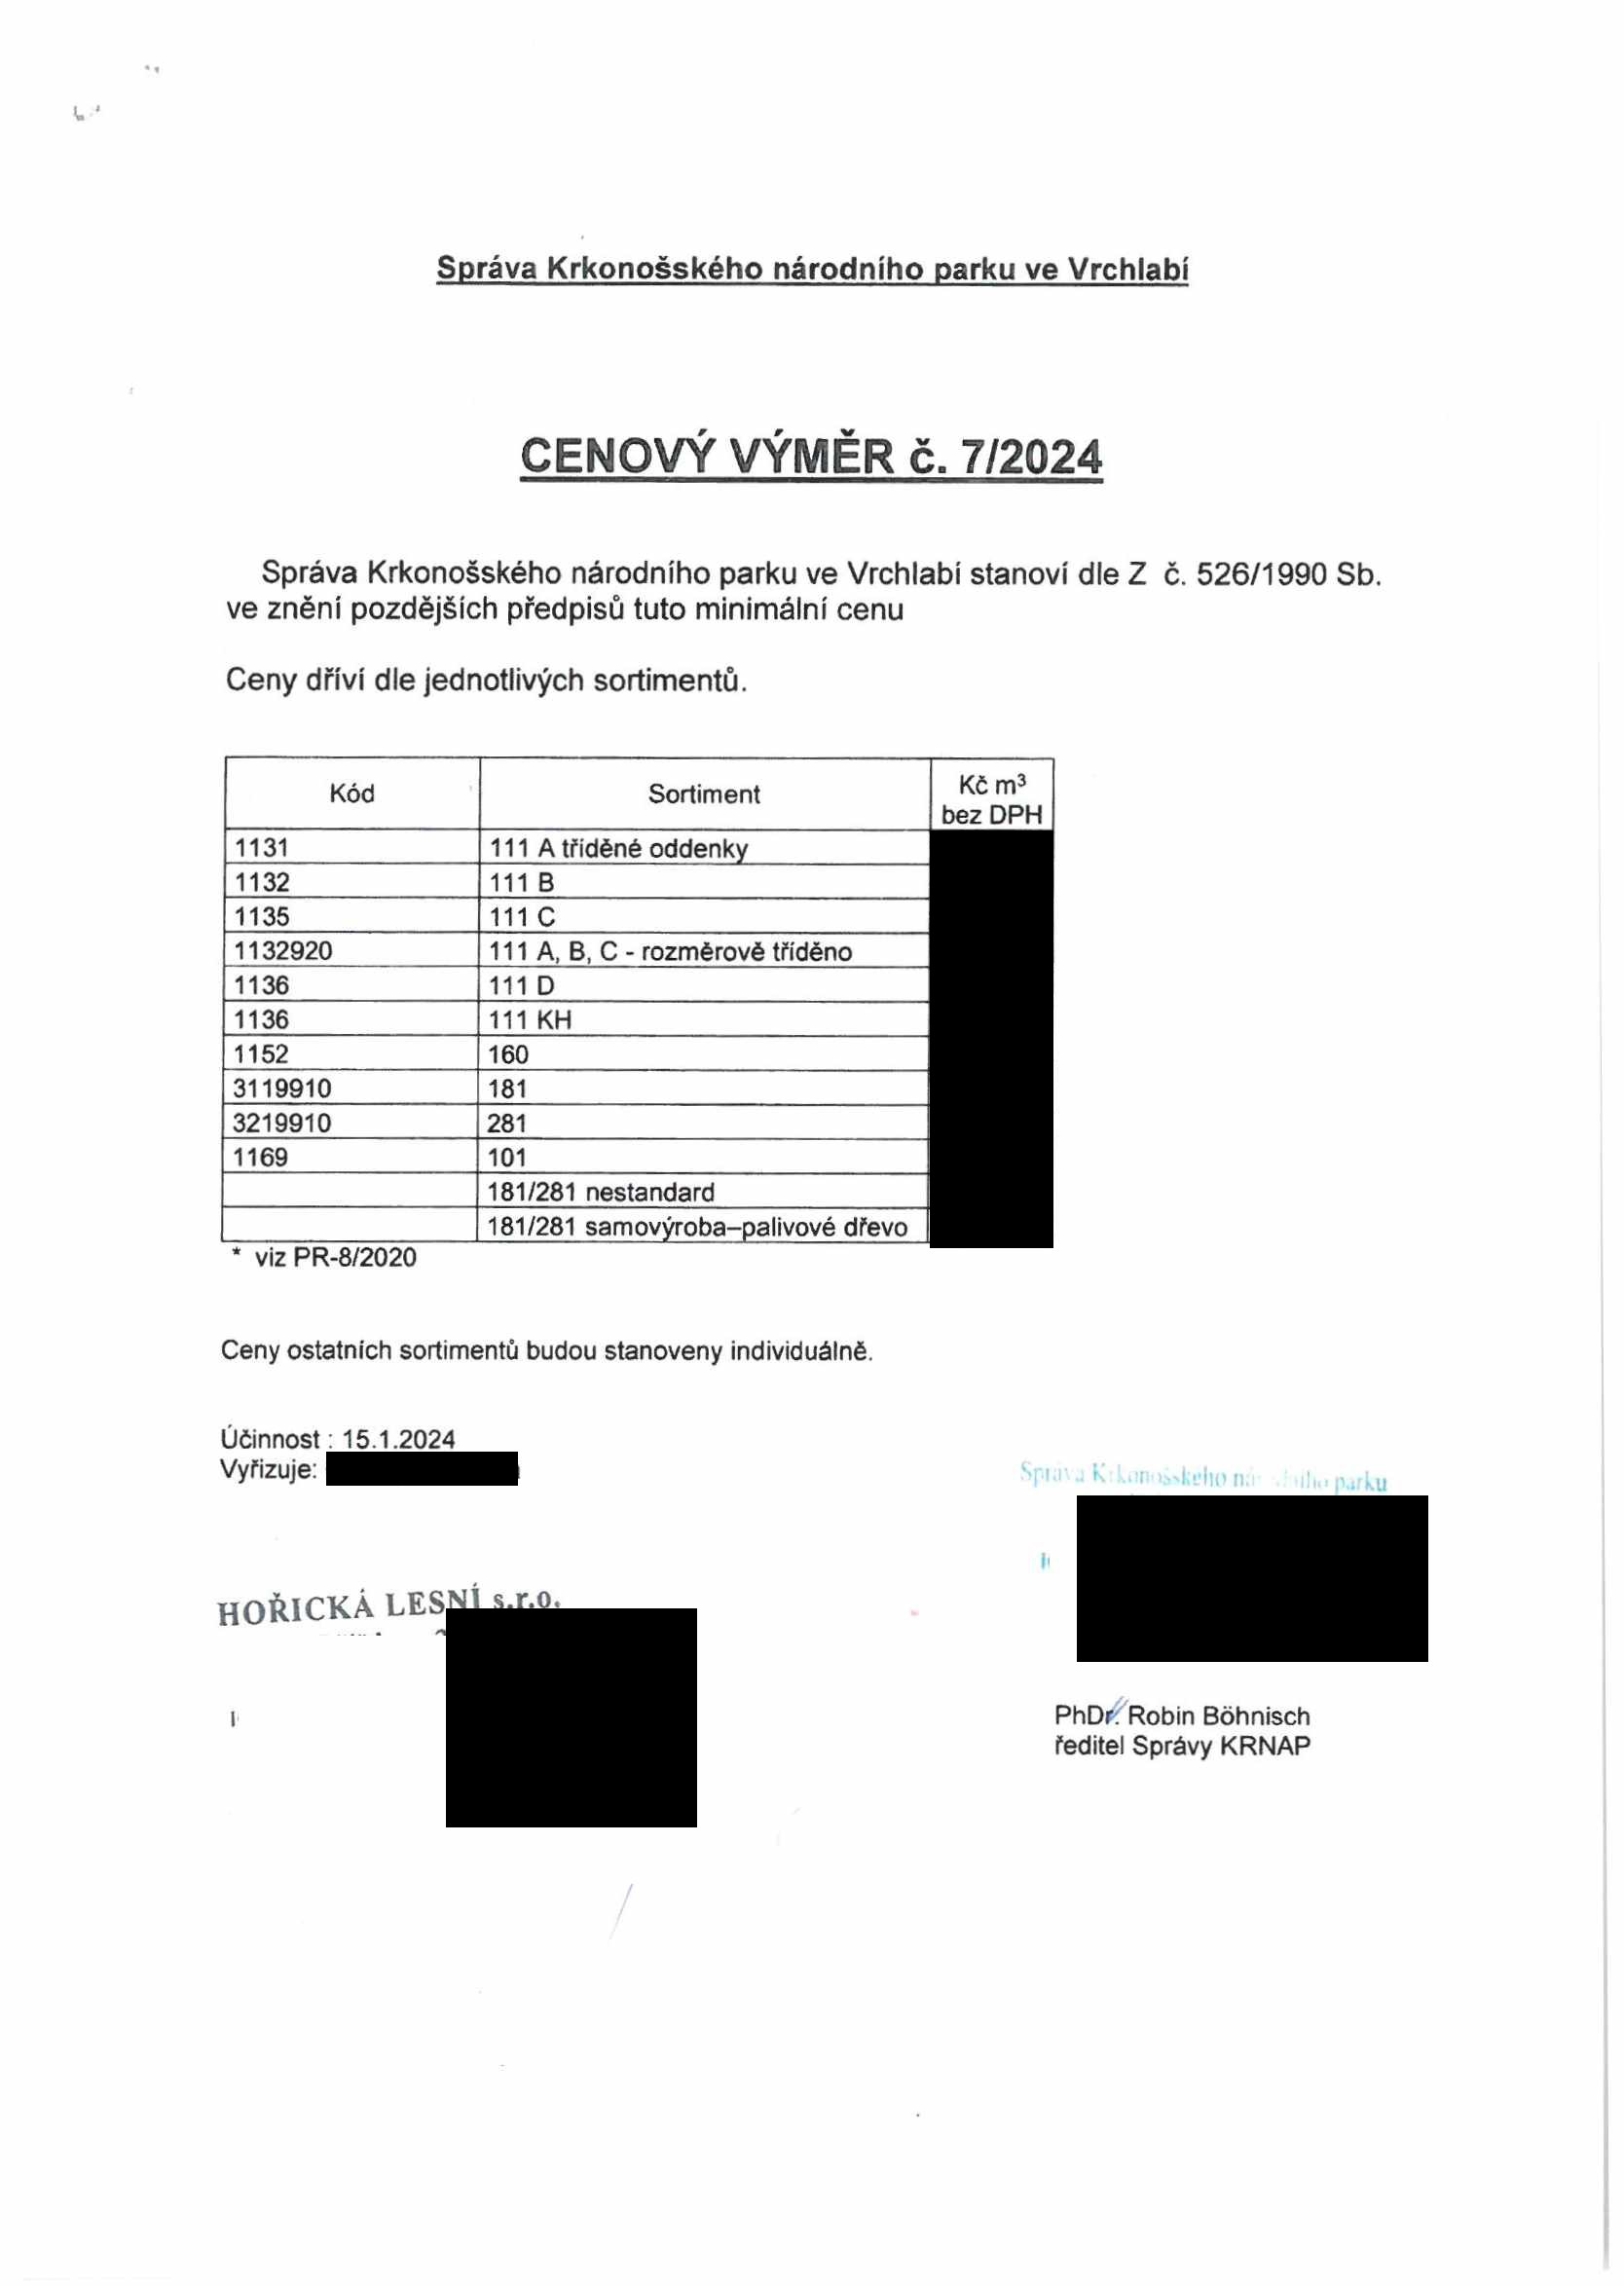 Správa Krkonošského národního parku ve Vrchlabí
CENOVÝ VÝMĚR č. 7/2024
Správa Krkonošského národního parku ve Vrchlabí stanoví dle Z č. 526/1990 Sb.
ve znění pozdějších předpisů tuto minimální cenu
Ceny dříví dle jednotlivých sortimentů.
Kód Sortiment Kč m³ bez DPH
1131 111 A tříděné oddenky
1132 111 B
1135 111 C
1132920 111 A, B, C - rozměrově tříděno
1136 111 D
1136 111 KH
1152 160
3119910 181
3219910 281
1169 101
181/281 nestandard
181/281 samovýroba–palivové dřevo
* viz PR-8/2020
Ceny ostatních sortimentů budou stanoveny individuálně.
Účinnost : 15.1.2024
Vyřizuje:
Správa Krkonošského parku
HOŘICKÁ LESNÍ s.r.o.
PhDr. Robin Böhnisch
ředitel Správy KRNAP